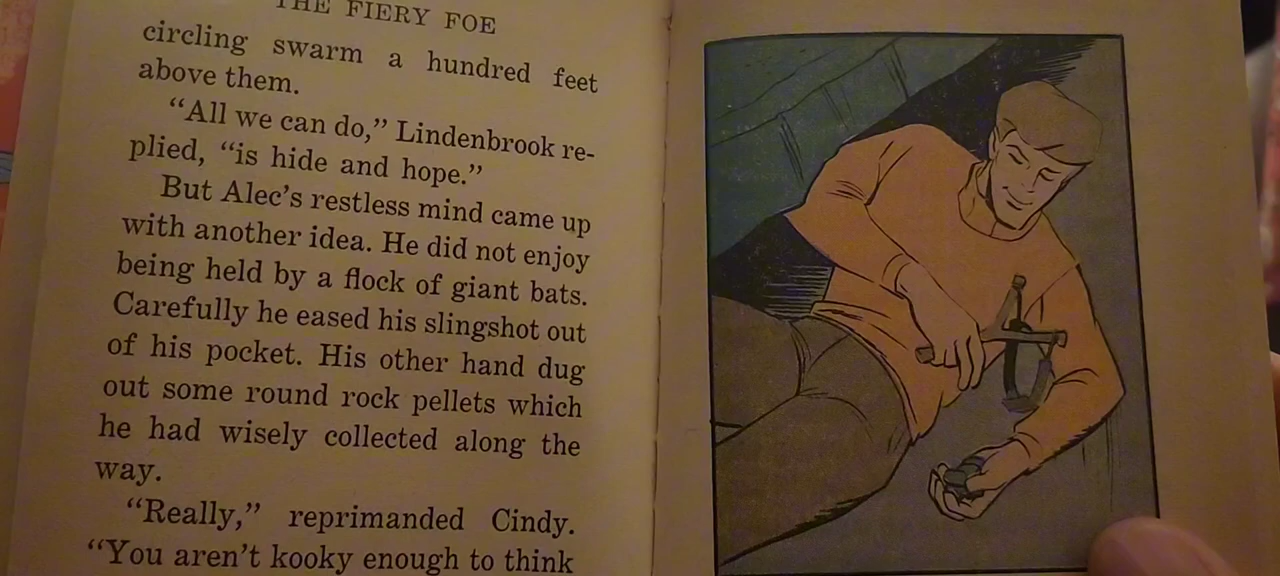 THE FIERY FOE
circling swarm a hundred feet
above them.
“All we can do,” Lindenbrook re-
plied, “is hide and hope.”
But Alec’s restless mind came up
with another idea. He did not enjoy
being held by a flock of giant bats.
Carefully he eased his slingshot out
of his pocket. His other hand dug
out some round rock pellets which
he had wisely collected along the
way.
“Really,” reprimanded Cindy.
“You aren’t kooky enough to think